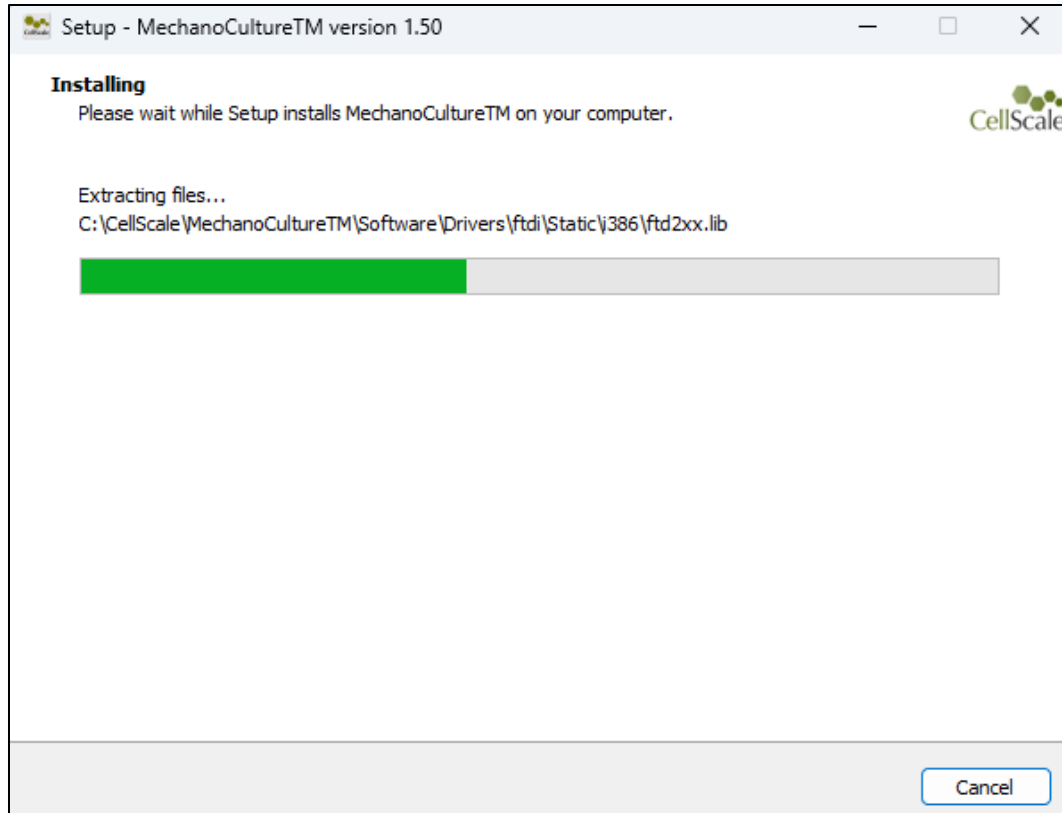 Setup - MechanoCultureTM version 1.50
Installing
Please wait while Setup installs MechanoCultureTM on your computer.
CellScale
Extracting files...
C:\CellScale\MechanoCultureTM\Software\Drivers\ftdi\Static\i386\ftd2xx.lib
Cancel